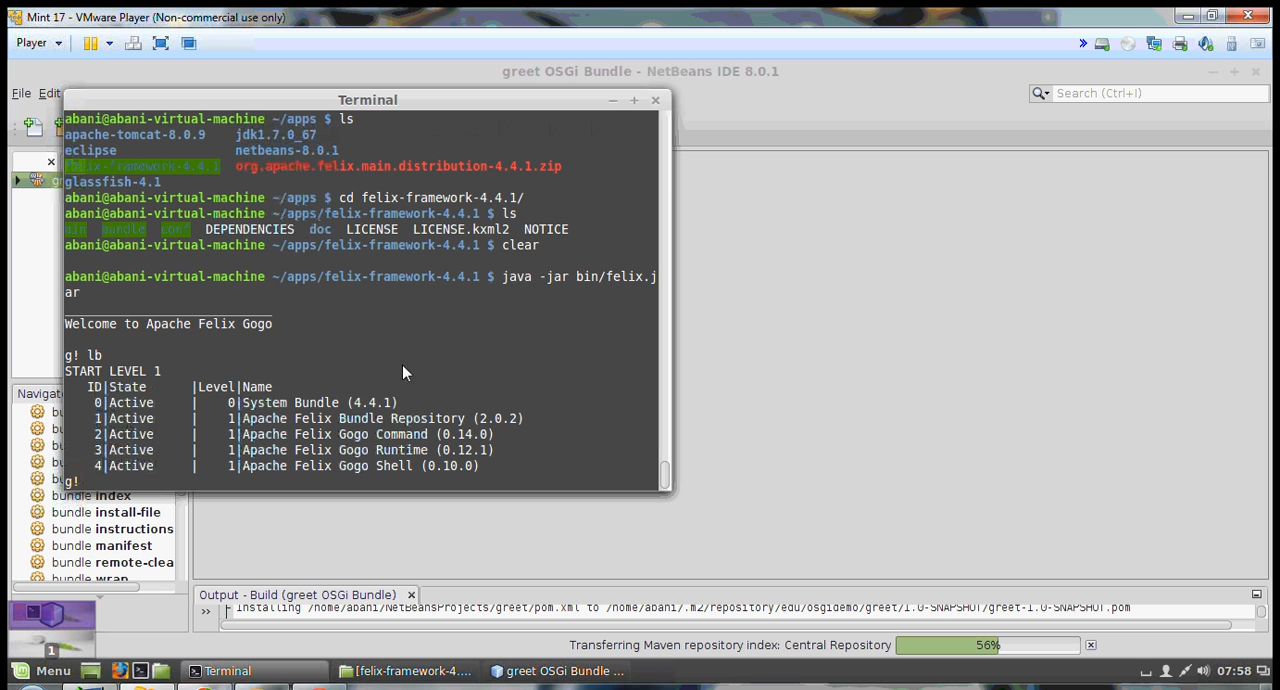 Mint 17 - VMware Player (Non-commercial use only)
Player
greet OSGi Bundle - NetBeans IDE 8.0.1
File Edit
Search (Ctrl+I)
Terminal
abani@abani-virtual-machine ~/apps $ ls
apache-tomcat-8.0.9 jdk1.7.0_67
eclipse netbeans-8.0.1
felix-framework-4.4.1 org.apache.felix.main.distribution-4.4.1.zip
glassfish-4.1
abani@abani-virtual-machine ~/apps $ cd felix-framework-4.4.1/
abani@abani-virtual-machine ~/apps/felix-framework-4.4.1 $ ls
bin bundle conf DEPENDENCIES doc LICENSE LICENSE.kxml2 NOTICE
abani@abani-virtual-machine ~/apps/felix-framework-4.4.1 $ clear
abani@abani-virtual-machine ~/apps/felix-framework-4.4.1 $ java -jar bin/felix.j
ar
Welcome to Apache Felix Gogo
g! lb
START LEVEL 1
ID|State |Level|Name
0|Active | 0|System Bundle (4.4.1)
1|Active | 1|Apache Felix Bundle Repository (2.0.2)
2|Active | 1|Apache Felix Gogo Command (0.14.0)
3|Active | 1|Apache Felix Gogo Runtime (0.12.1)
4|Active | 1|Apache Felix Gogo Shell (0.10.0)
g!
Navigat
bundle index
bundle install-file
bundle instructions
bundle manifest
bundle remote-clea
bundle wrap
Output - Build (greet OSGi Bundle)
Installing /home/abani/NetBeansProjects/greet/pom.xml to /home/abani/.m2/repository/edu/osgidemo/greet/1.0-SNAPSHOT/greet-1.0-SNAPSHOT.pom
Transferring Maven repository index: Central Repository 56%
1
Menu Terminal [felix-framework-4.... greet OSGi Bundle ... 07:58